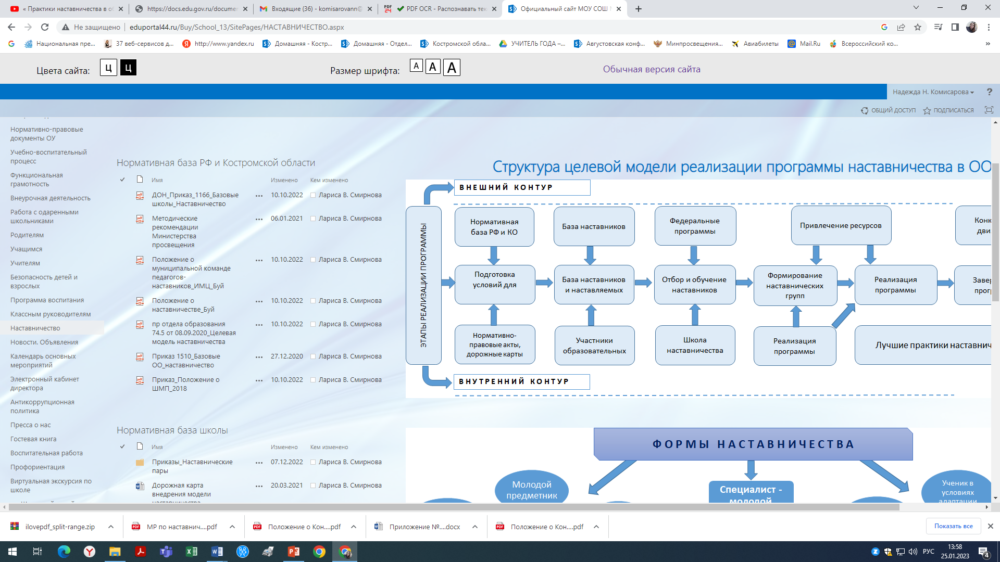 « Практики наставничества в о
https://docs.edu.gov.ru/documen
Входящие (36) - komisarovann@
PDF OCR - Распознавать тек
Официальный сайт МОУ СОШ
Не защищено
eduportal44.ru/Buy/School_13/SitePages/НАСТАВНИЧЕСТВО.aspx
Национальная пре...
37 веб-сервисов д...
http://www.yandex.ru
Домашняя - Костр...
Домашняя - Отдел...
Костромской обла...
УЧИТЕЛЬ ГОДА –...
Августовская конф...
Минпросвещения...
Авиабилеты
Mail.Ru
Всероссийский ко...
Цвета сайта: Ц Ц
Размер шрифта: A A A
Обычная версия сайта
Надежда Н. Комисарова
?
ОБЩИЙ ДОСТУП
ПОДПИСАТЬСЯ
Нормативно-правовые
документы ОУ
Учебно-воспитательный
процесс
Функциональная
грамотность
Внеурочная деятельность
Работа с одаренными
школьниками
Родителям
Учащимся
Учителям
Безопасность детей и
взрослых
Программа воспитания
Классным руководителям
Наставничество
Новости. Объявления
Календарь основных
мероприятий
Электронный кабинет
директора
Антикоррупционная
политика
Пресса о нас
Гостевая книга
Воспитательная работа
Профориентация
Виртуальная экскурсия по
школе
Нормативная база РФ и Костромской области
Имя Изменено Кем изменено
ДОН_Приказ_1166_Базовые ... 10.10.2022 Лариса В. Смирнова
школы_Наставничество
Методические ... 06.01.2021 Лариса В. Смирнова
рекомендации
Министерства
просвещения
Положение о ... 10.10.2022 Лариса В. Смирнова
муниципальной команде
педагогов-
наставников_ИМЦ_Буй
Положение о ... 10.10.2022 Лариса В. Смирнова
наставничестве_Буй
пр отдела образования ... 10.10.2022 Лариса В. Смирнова
74.5 от 08.09.2020_Целевая
модель наставничества
Приказ 1510_Базовые ... 27.12.2020 Лариса В. Смирнова
ОО_наставничество
Приказ_Положение о ... 10.10.2022 Лариса В. Смирнова
ШМП_2018
Нормативная база школы
Имя Изменено Кем изменено
Приказы_Наставнические ... 07.12.2022 Лариса В. Смирнова
пары
Дорожная карта ... 20.03.2021 Лариса В. Смирнова
внедрения модели
наставничества
Структура целевой модели реализации программы наставничества в ОО
ВНЕШНИЙ КОНТУР
ЭТАПЫ РЕАЛИЗАЦИИ ПРОГРАММЫ
Нормативная
база РФ и КО
База наставников
Федеральные
программы
Привлечение ресурсов
Конк
дви
Подготовка
условий для
База наставников
и наставляемых
Отбор и обучение
наставников
Формирование
наставнических
групп
Реализация
программы
Завер
прог
Нормативно-
правовые акты,
дорожные карты
Участники
образовательных
Школа
наставничества
Реализация
программы
Лучшие практики наставнич
ВНУТРЕННИЙ КОНТУР
ФОРМЫ НАСТАВНИЧЕСТВА
Молодой
предметник
Специалист -
молодой
Ученик в
условиях
адаптации
ilovepdf_split-range.zip
МР по наставнич....pdf
Положение о Кон....pdf
Приложение №....docx
Положение о Кон....pdf
Показать все
РУС
13:58
25.01.2023
4